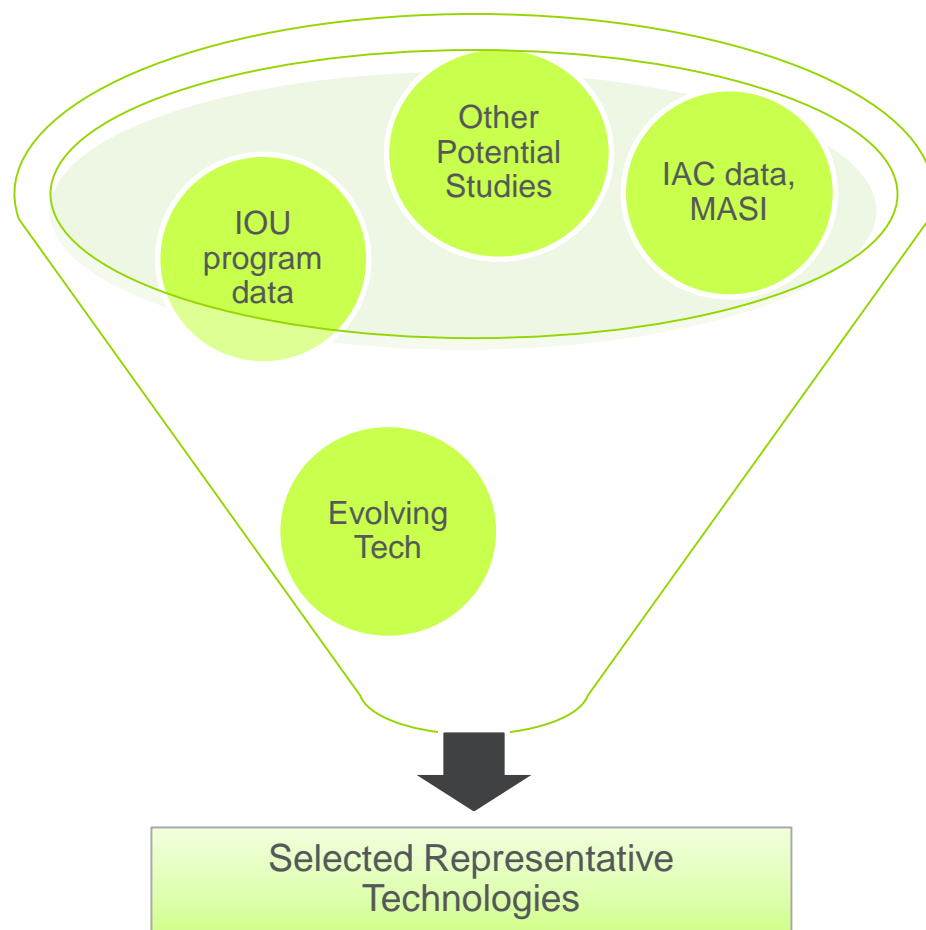 Other
Potential
Studies
IAC data,
MASI
IOU
program
data
Evolving
Tech
Selected Representative
Technologies